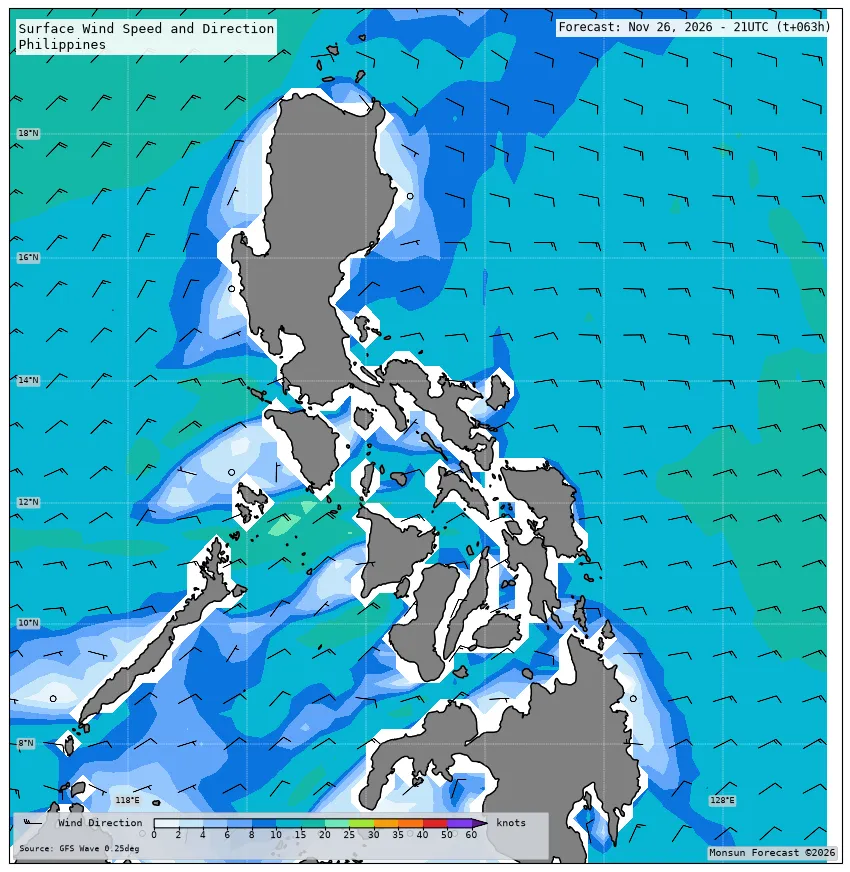 Surface Wind Speed and Direction
Philippines
Forecast: Nov 26, 2026 - 21UTC (t+063h)
18°N
16°N
14°N
12°N
10°N
8°N
118°E
128°E
Wind Direction
0 2 4 6 8 10 15 20 25 30 35 40 50 60
knots
Source: GFS Wave 0.25deg
Monsun Forecast ©2026